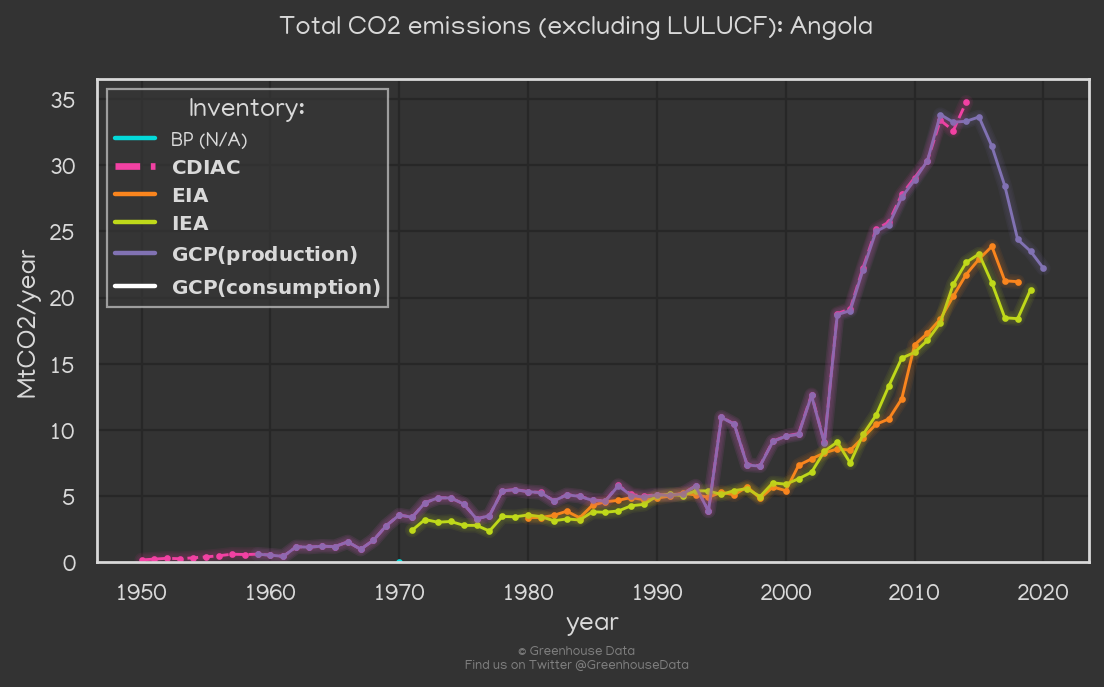 Total CO2 emissions (excluding LULUCF): Angola
Inventory:
BP (N/A)
CDIAC
EIA
IEA
GCP(production)
GCP(consumption)
MtCO2/year
35
30
25
20
15
10
5
0
1950 1960 1970 1980 1990 2000 2010 2020
year
© Greenhouse Data
Find us on Twitter @GreenhouseData